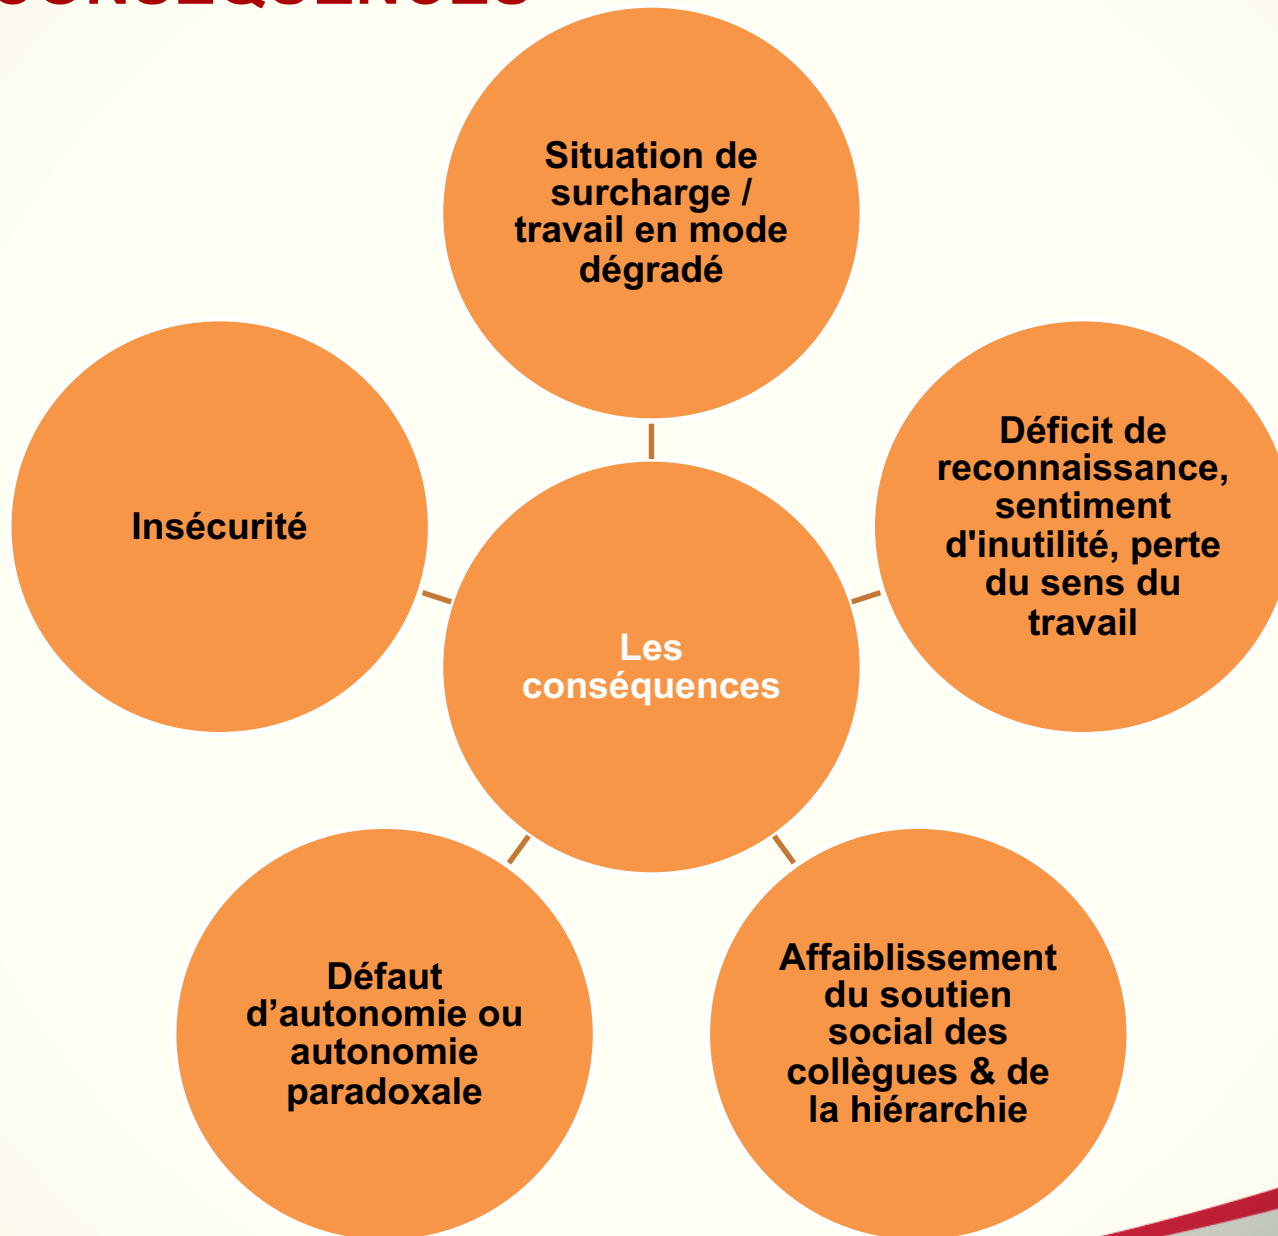 CONSEQUENCES
Situation de
surcharge /
travail en mode
dégradé
Déficit de
reconnaissance,
sentiment
d'inutilité, perte
du sens du
travail
Insécurité
Les
conséquences
Affaiblissement
du soutien
social des
collègues & de
la hiérarchie
Défaut
d’autonomie ou
autonomie
paradoxale